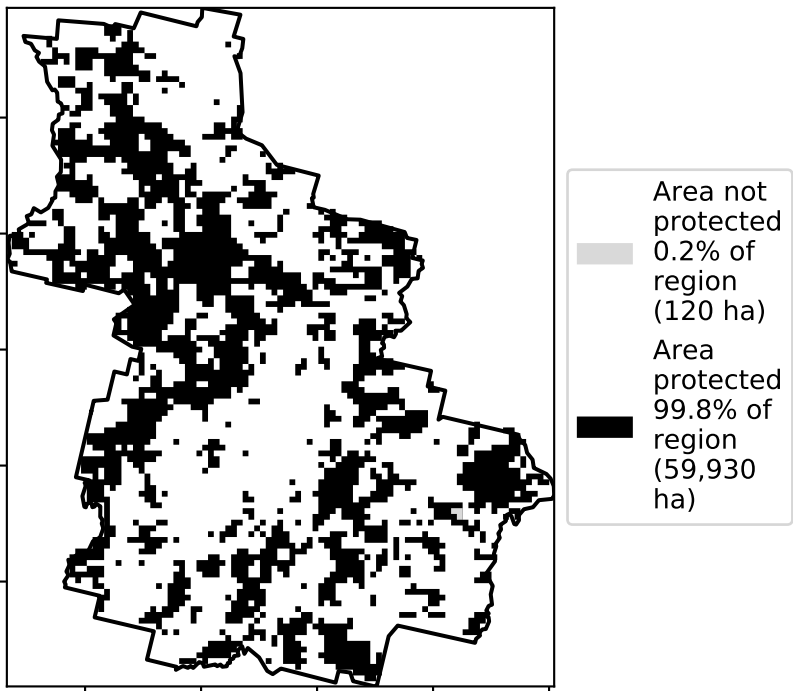 Area not
protected
0.2% of
region
(120 ha)
Area
protected
99.8% of
region
(59,930
ha)